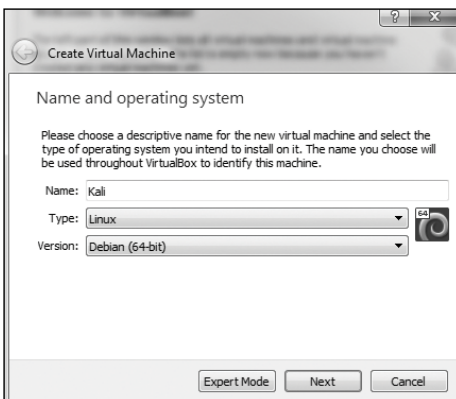 Create Virtual Machine
Name and operating system
Please choose a descriptive name for the new virtual machine and select the
type of operating system you intend to install on it. The name you choose will
be used throughout VirtualBox to identify this machine.
Name: Kali
Type: Linux
64
Version: Debian (64-bit)
Expert Mode Next Cancel